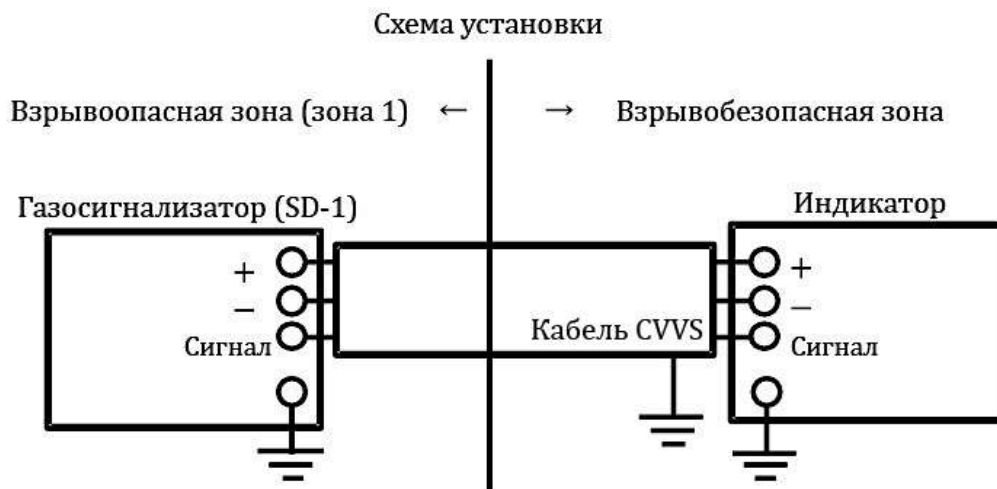 Схема установки
Взрывоопасная зона (зона 1) ← → Взрывобезопасная зона
Газосигнализатор (SD-1)
Индикатор
+
−
Сигнал
Кабель CVVS
+
−
Сигнал